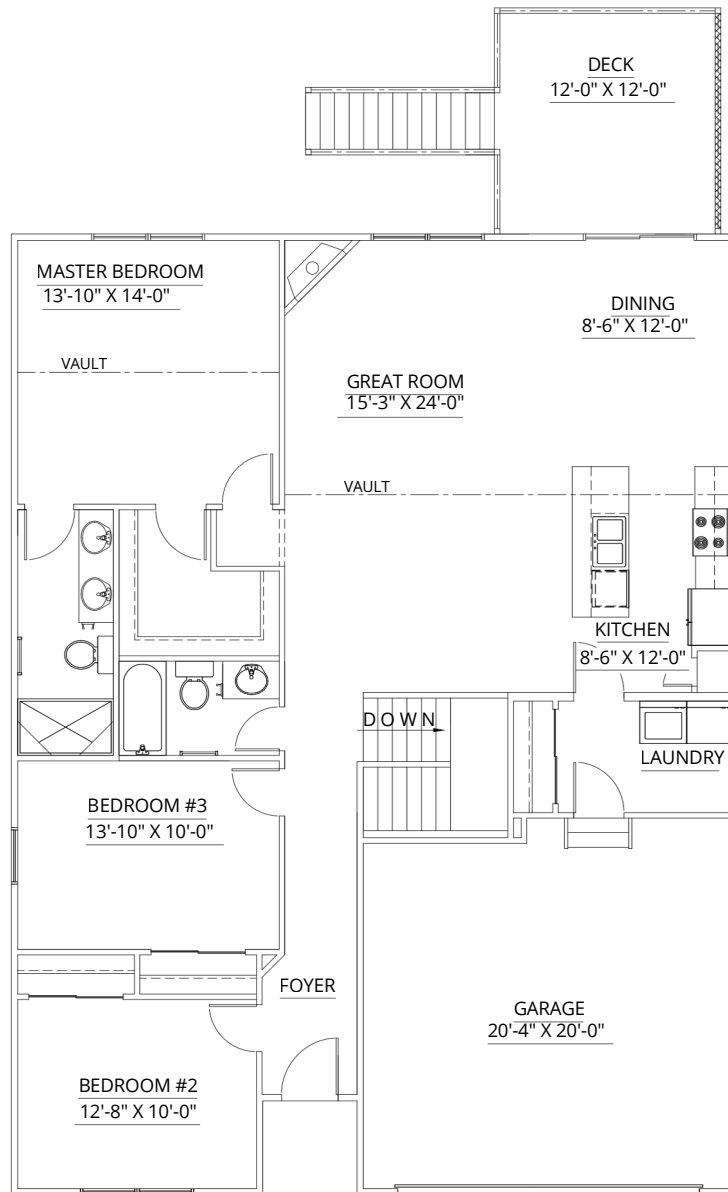 DECK
12'-0" X 12'-0"
MASTER BEDROOM
13'-10" X 14'-0"
DINING
8'-6" X 12'-0"
VAULT
GREAT ROOM
15'-3" X 24'-0"
VAULT
KITCHEN
8'-6" X 12'-0"
DOWN
LAUNDRY
BEDROOM #3
13'-10" X 10'-0"
FOYER
GARAGE
20'-4" X 20'-0"
BEDROOM #2
12'-8" X 10'-0"